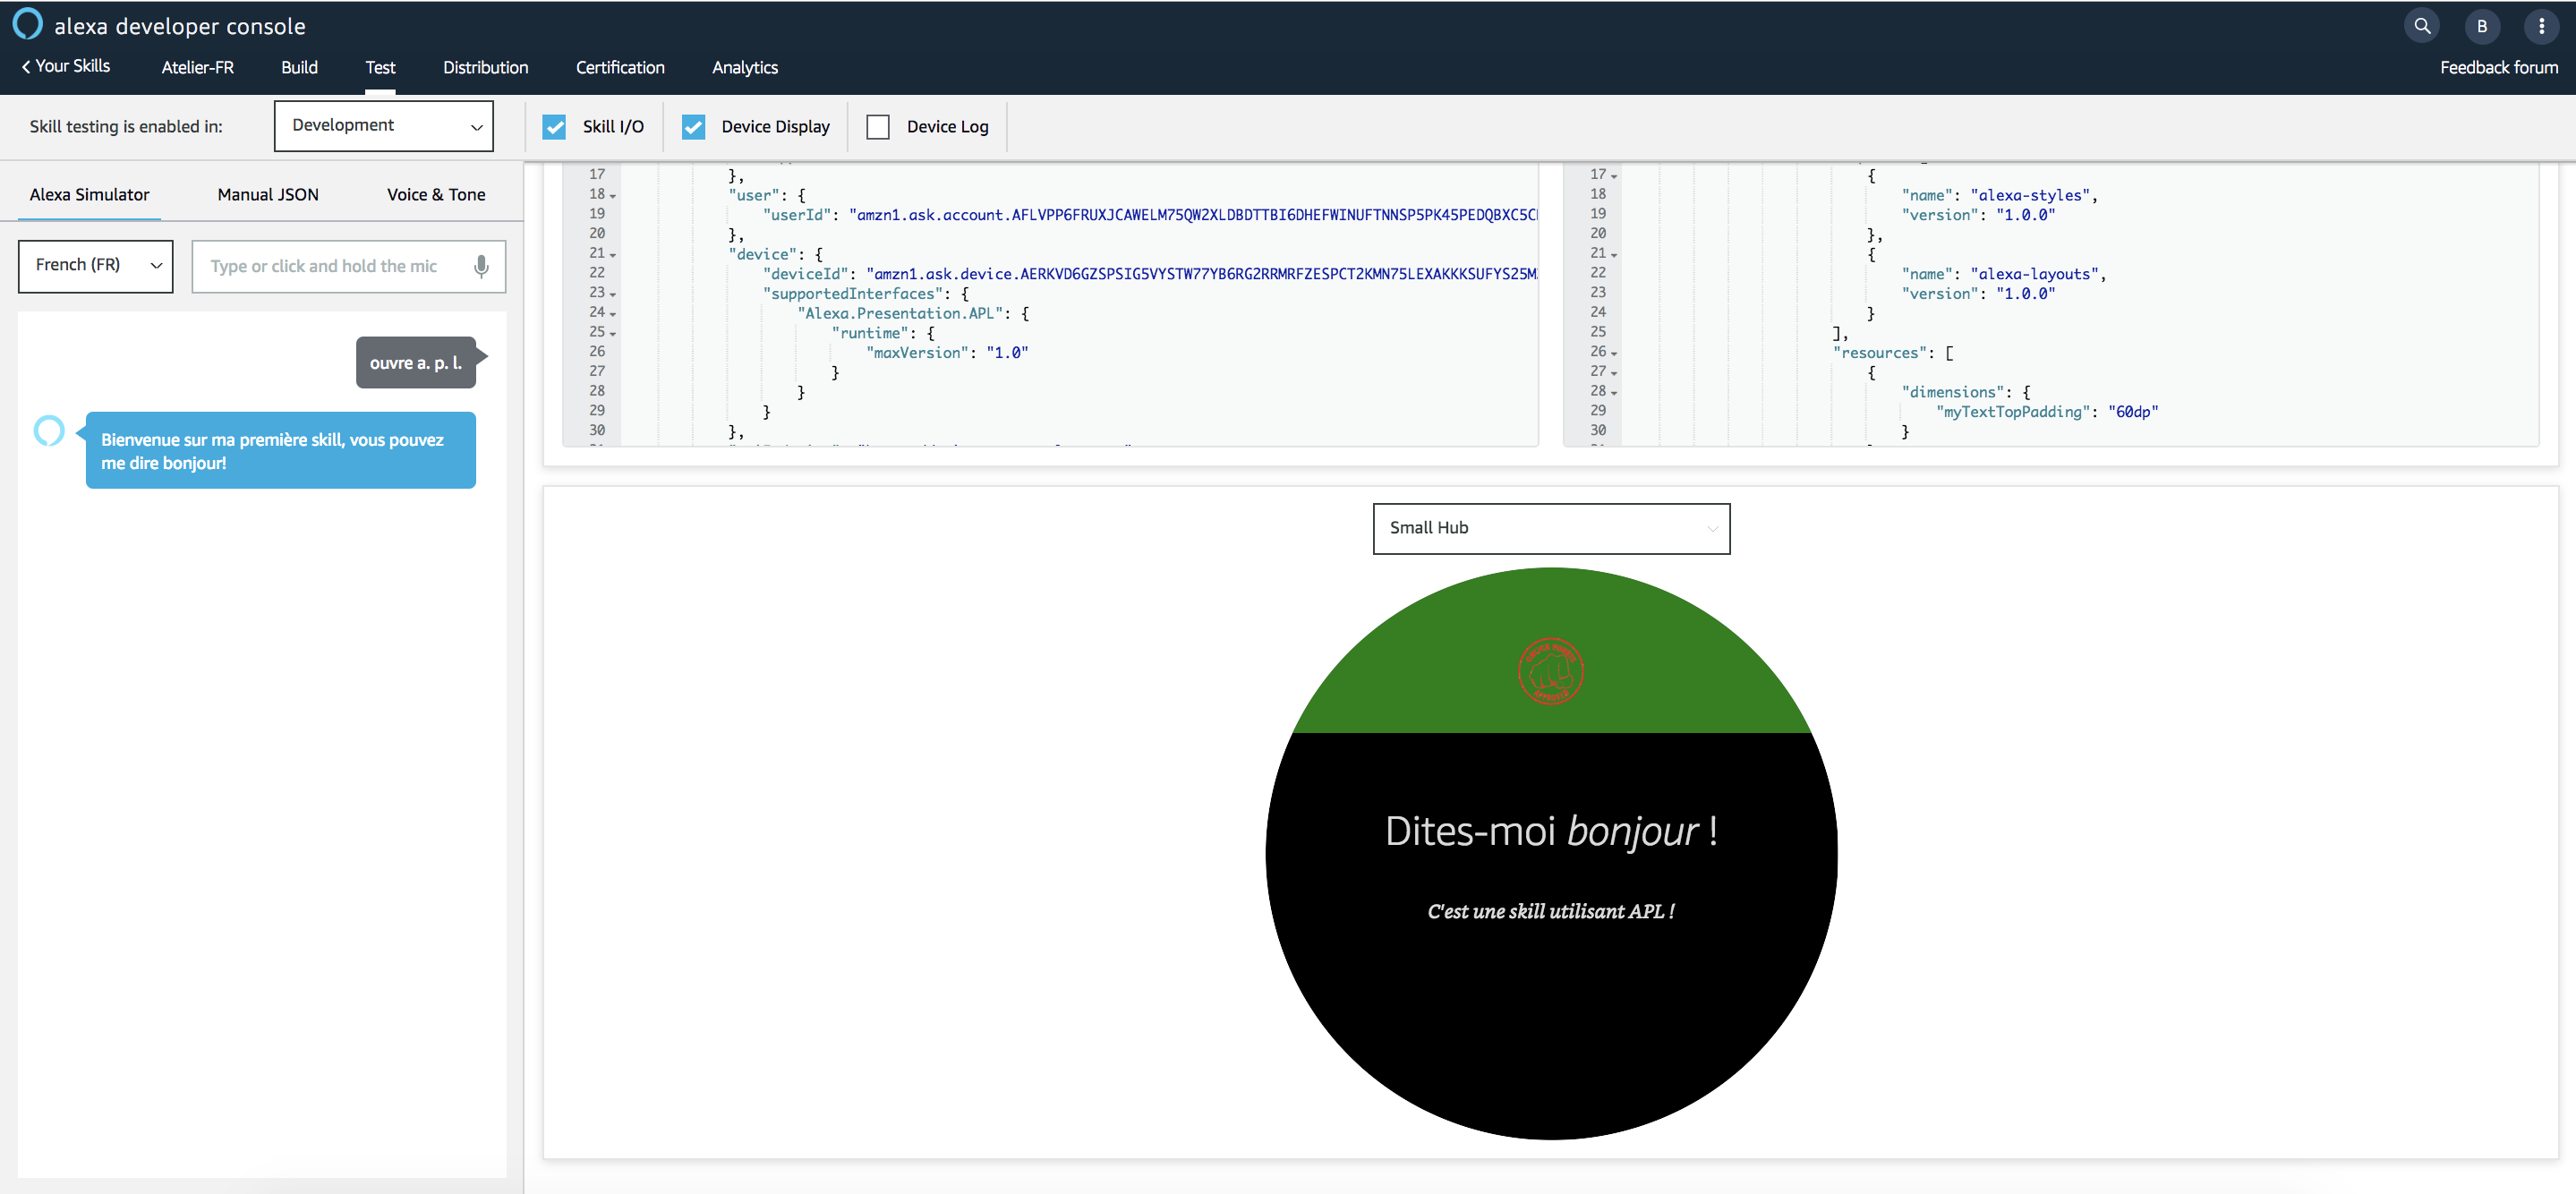 alexa developer console
B
Your Skills
Atelier-FR
Build
Test
Distribution
Certification
Analytics
Feedback forum
Skill testing is enabled in:
Development
Skill I/O
Device Display
Device Log
Alexa Simulator
Manual JSON
Voice & Tone
French (FR)
Type or click and hold the mic
ouvre a. p. l.
Bienvenue sur ma première skill, vous pouvez
me dire bonjour!
17 },
18 "user": {
19 "userId": "amzn1.ask.account.AFLVPP6FRUXJCAWELM75QW2XLDBDTTBI6DHEFWINUFTNNSP5PK45PEDQBXC5C
20 },
21 "device": {
22 "deviceId": "amzn1.ask.device.AERKVD6GZSPSIG5VYSTW77YB6RG2RRMRFZESPCT2KMN75LEXAKKKSUFYS25M
23 "supportedInterfaces": {
24 "Alexa.Presentation.APL": {
25 "runtime": {
26 "maxVersion": "1.0"
27 }
28 }
29 }
30 },
17 {
18 "name": "alexa-styles",
19 "version": "1.0.0"
20 },
21 {
22 "name": "alexa-layouts",
23 "version": "1.0.0"
24 }
25 ],
26 "resources": [
27 {
28 "dimensions": {
29 "myTextTopPadding": "60dp"
30 }
Small Hub
Dites-moi bonjour !
C'est une skill utilisant APL !